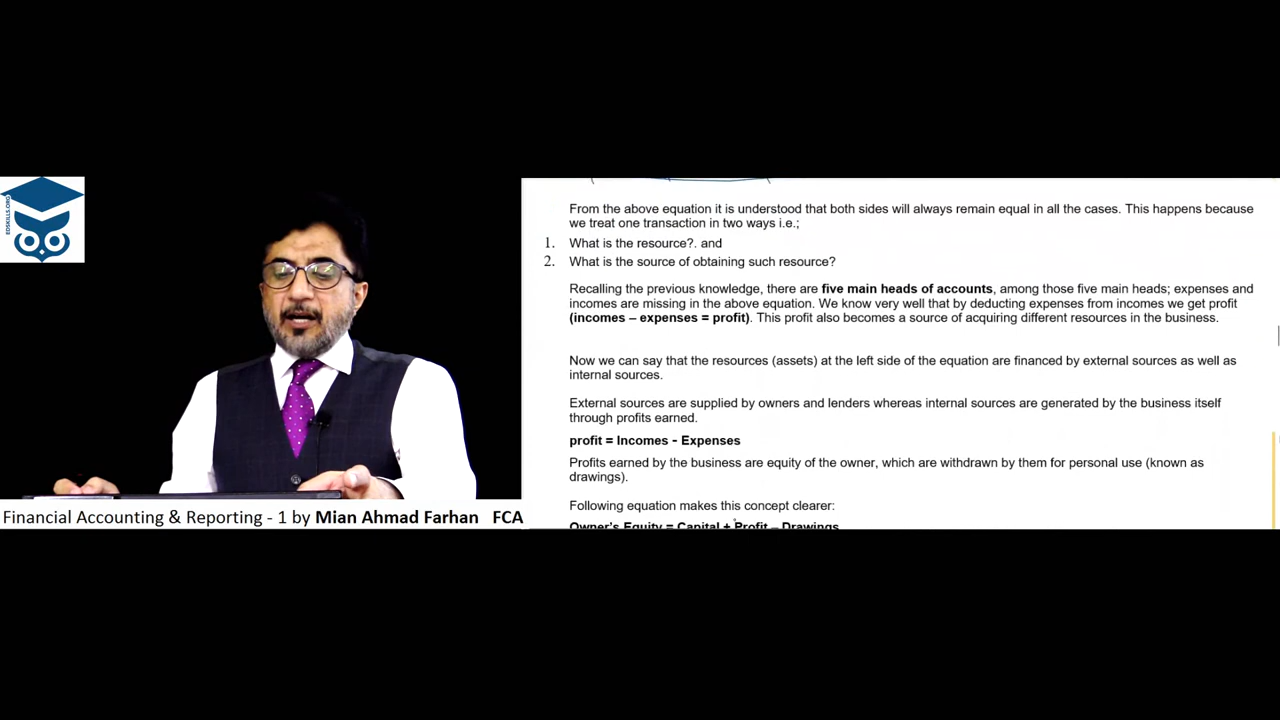 EDSKILLS.ORG
From the above equation it is understood that both sides will always remain equal in all the cases. This happens because
we treat one transaction in two ways i.e.;
1. What is the resource?. and
2. What is the source of obtaining such resource?
Recalling the previous knowledge, there are five main heads of accounts, among those five main heads; expenses and
incomes are missing in the above equation. We know very well that by deducting expenses from incomes we get profit
(incomes – expenses = profit). This profit also becomes a source of acquiring different resources in the business.
Now we can say that the resources (assets) at the left side of the equation are financed by external sources as well as
internal sources.
External sources are supplied by owners and lenders whereas internal sources are generated by the business itself
through profits earned.
profit = Incomes - Expenses
Profits earned by the business are equity of the owner, which are withdrawn by them for personal use (known as
drawings).
Following equation makes this concept clearer:
Owner's Equity = Capital + Profit – Drawings
Financial Accounting & Reporting - 1 by Mian Ahmad Farhan FCA